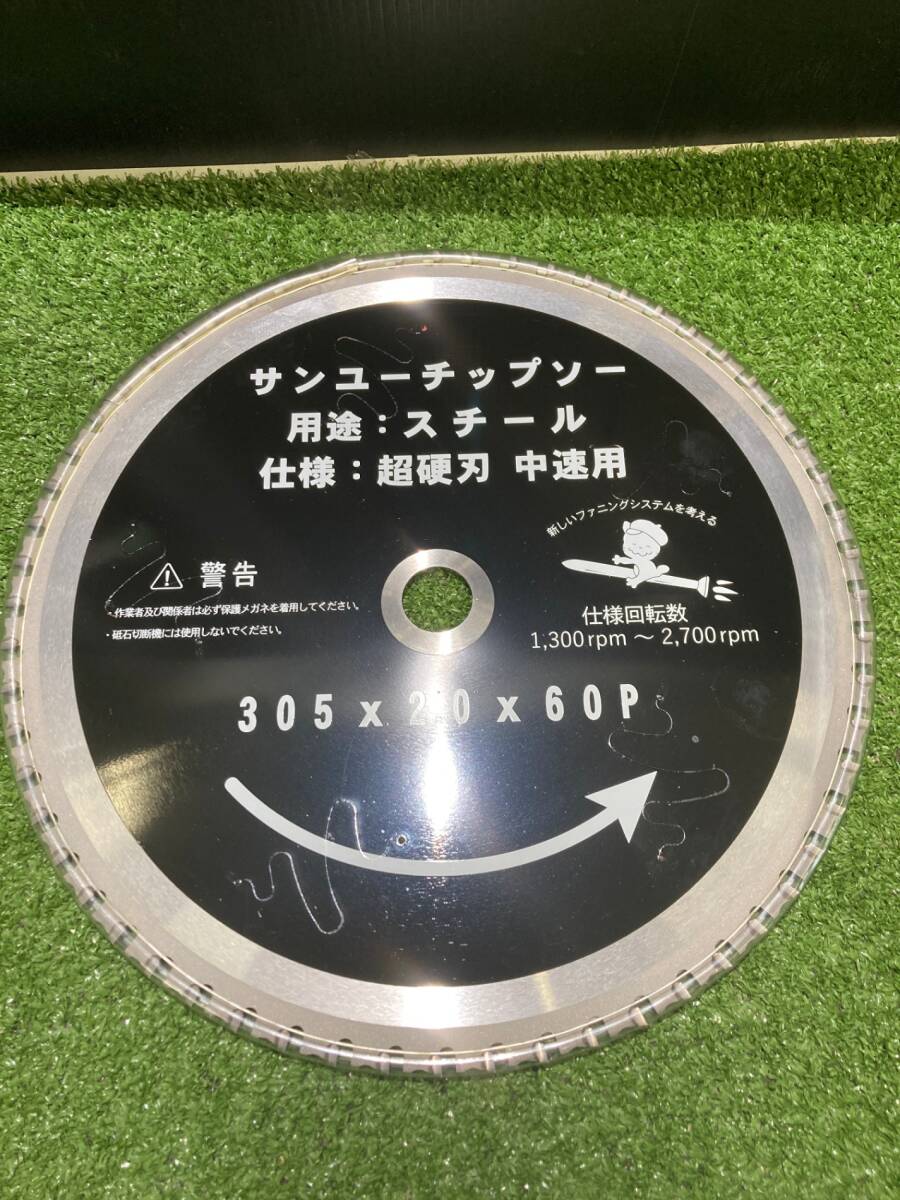 サンユーチップソー
用途：スチール
仕様：超硬刃 中速用
新しいファニングシステムを考える
⚠ 警告
・作業者及び関係者は必ず保護メガネを着用してください。
・砥石切断機には使用しないでください。
仕様回転数
1,300rpm ～ 2,700rpm
305x2.0x60P